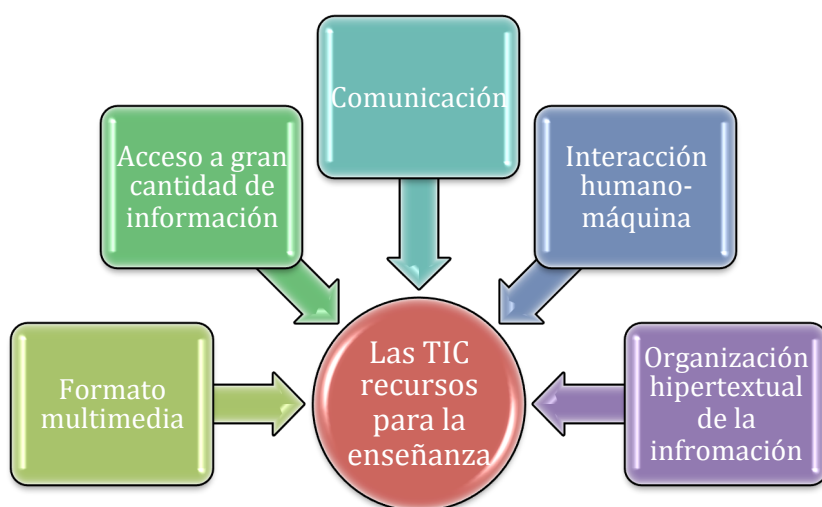 Comunicación
Acceso a gran
cantidad de
información
Interacción
humano-
máquina
Formato
multimedia
Las TIC
recursos
para la
enseñanza
Organización
hipertextual
de la
infromación